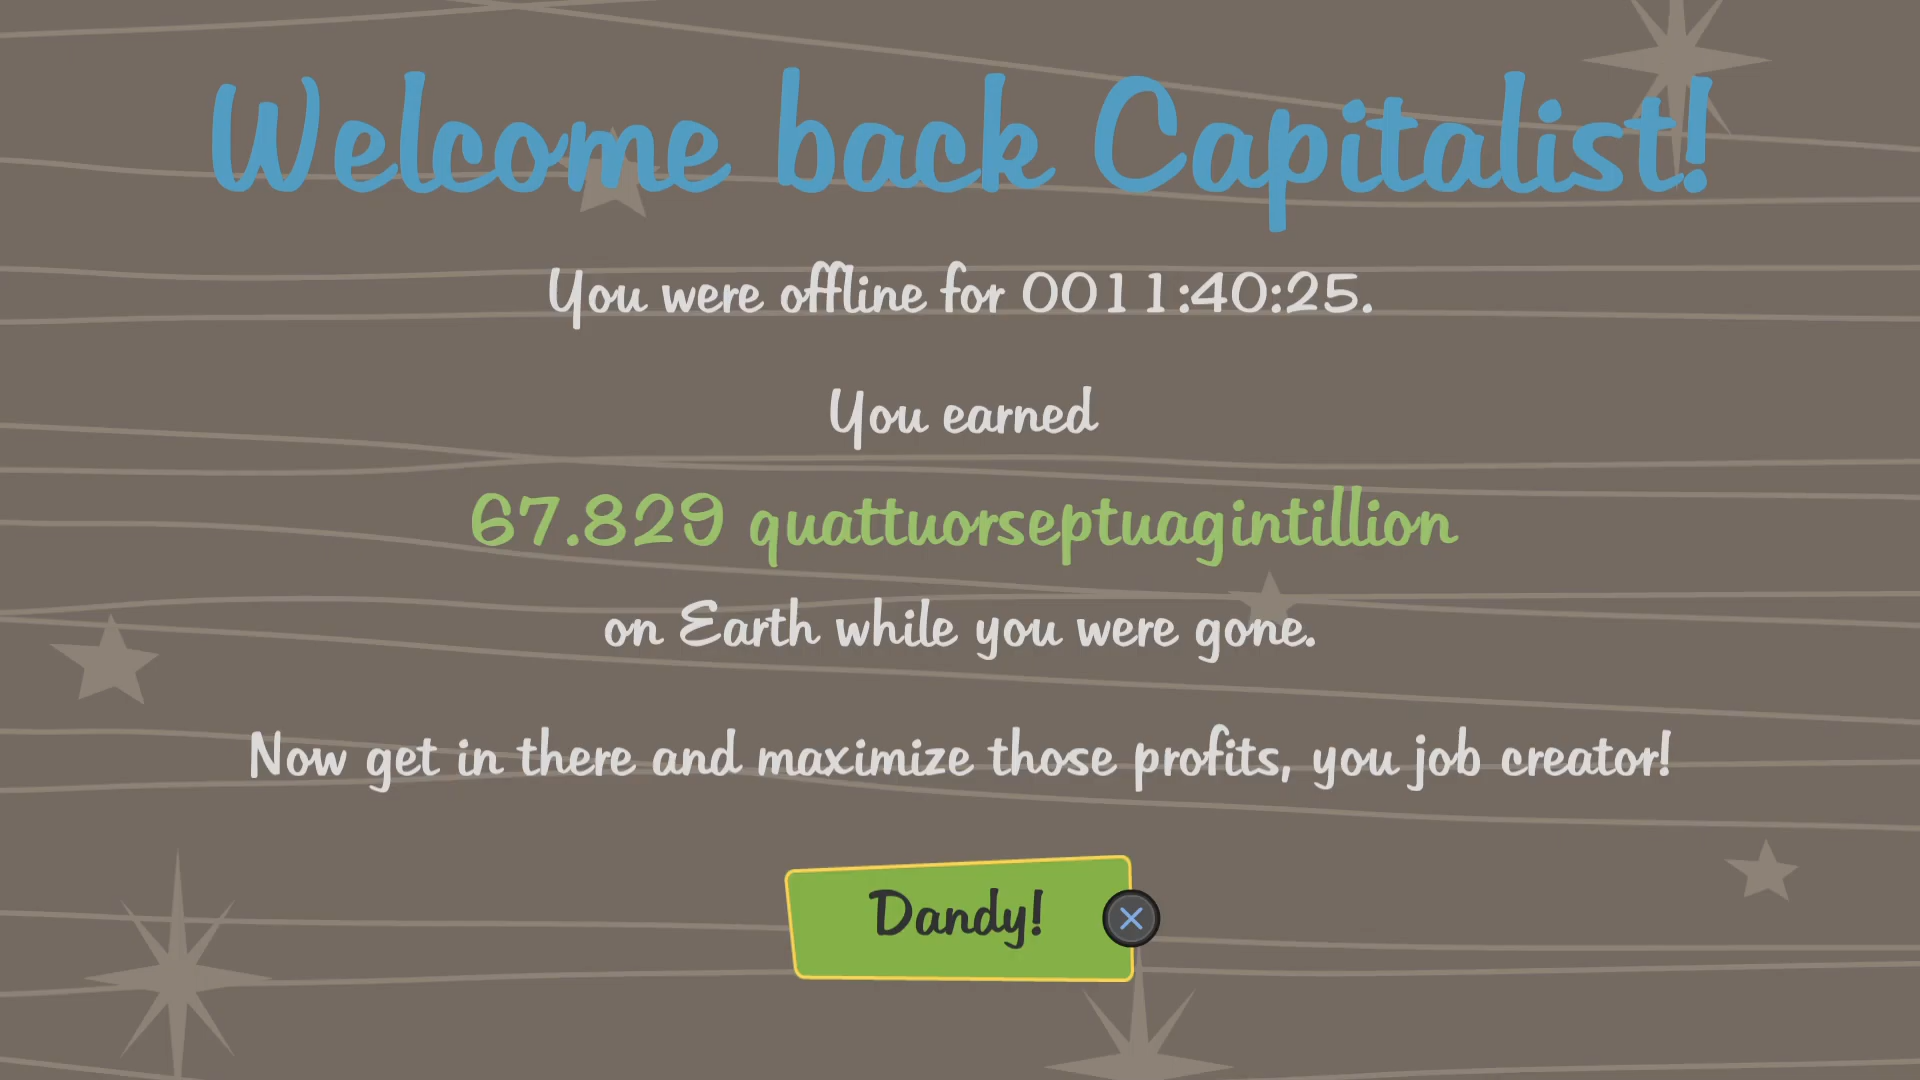 Welcome back Capitalist!
You were offline for 0011:40:25.
You earned
67.829 quattuorseptuagintillion
on Earth while you were gone.
Now get in there and maximize those profits, you job creator!
Dandy!